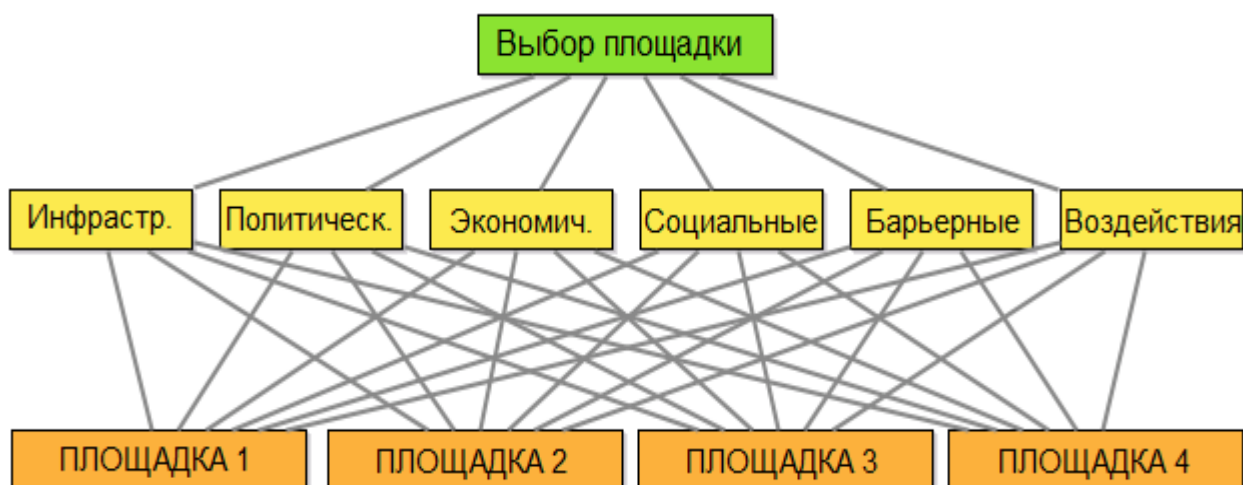 Выбор площадки
Инфрастр.
Политическ.
Экономич.
Социальные
Барьерные
Воздействия
ПЛОЩАДКА 1
ПЛОЩАДКА 2
ПЛОЩАДКА 3
ПЛОЩАДКА 4